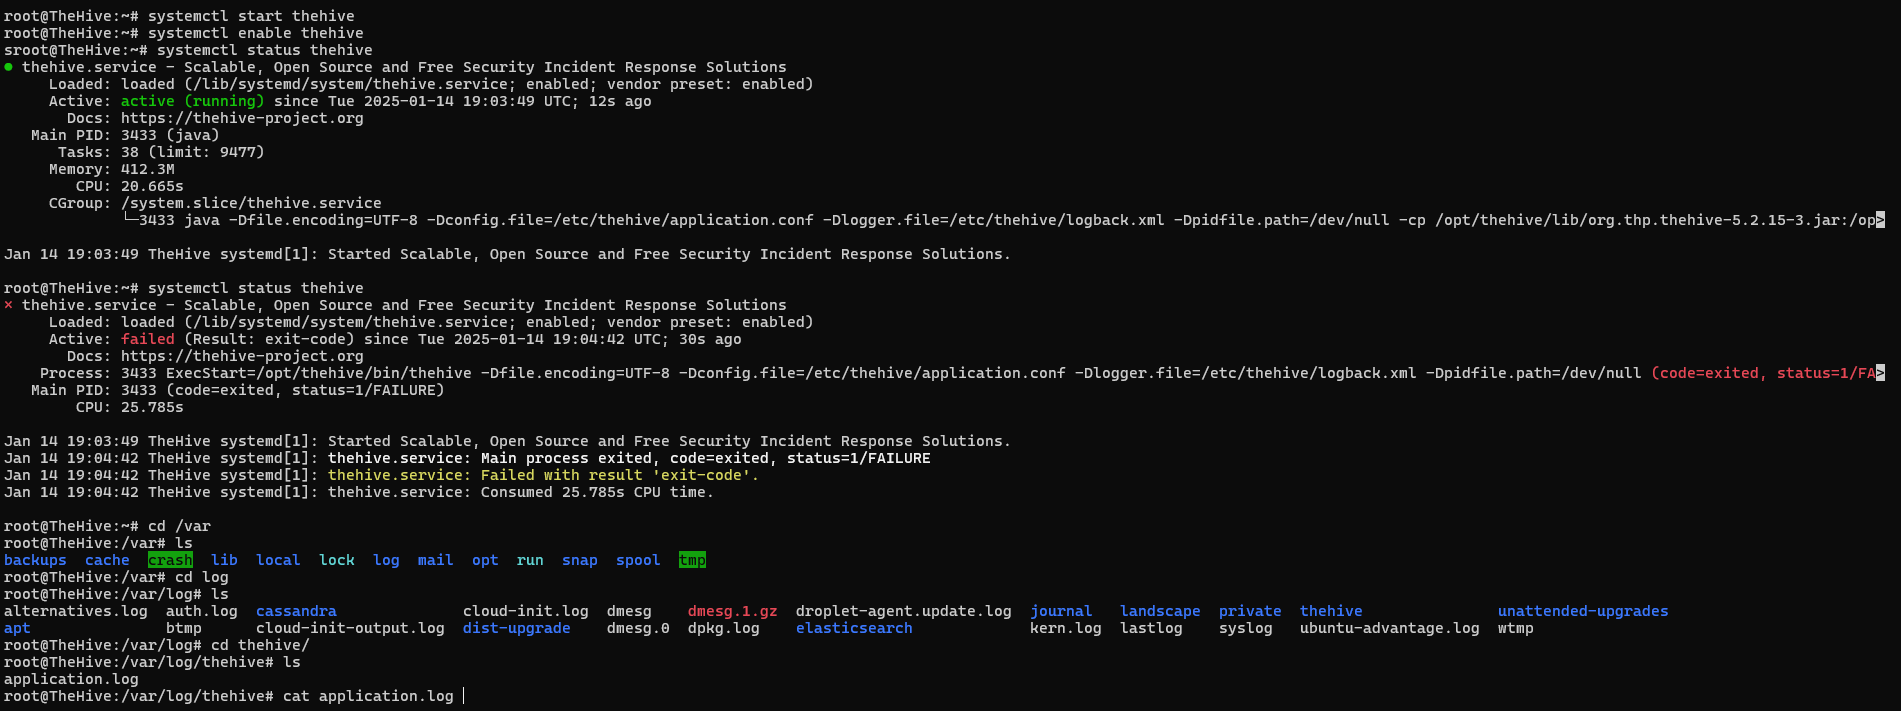 root@TheHive:~# systemctl start thehive
root@TheHive:~# systemctl enable thehive
sroot@TheHive:~# systemctl status thehive
● thehive.service - Scalable, Open Source and Free Security Incident Response Solutions
     Loaded: loaded (/lib/systemd/system/thehive.service; enabled; vendor preset: enabled)
     Active: active (running) since Tue 2025-01-14 19:03:49 UTC; 12s ago
       Docs: https://thehive-project.org
   Main PID: 3433 (java)
      Tasks: 38 (limit: 9477)
     Memory: 412.3M
        CPU: 20.665s
     CGroup: /system.slice/thehive.service
             └─3433 java -Dfile.encoding=UTF-8 -Dconfig.file=/etc/thehive/application.conf -Dlogger.file=/etc/thehive/logback.xml -Dpidfile.path=/dev/null -cp /opt/thehive/lib/org.thp.thehive-5.2.15-3.jar:/op>
Jan 14 19:03:49 TheHive systemd[1]: Started Scalable, Open Source and Free Security Incident Response Solutions.
root@TheHive:~# systemctl status thehive
× thehive.service - Scalable, Open Source and Free Security Incident Response Solutions
     Loaded: loaded (/lib/systemd/system/thehive.service; enabled; vendor preset: enabled)
     Active: failed (Result: exit-code) since Tue 2025-01-14 19:04:42 UTC; 30s ago
       Docs: https://thehive-project.org
    Process: 3433 ExecStart=/opt/thehive/bin/thehive -Dfile.encoding=UTF-8 -Dconfig.file=/etc/thehive/application.conf -Dlogger.file=/etc/thehive/logback.xml -Dpidfile.path=/dev/null (code=exited, status=1/FA>
   Main PID: 3433 (code=exited, status=1/FAILURE)
        CPU: 25.785s
Jan 14 19:03:49 TheHive systemd[1]: Started Scalable, Open Source and Free Security Incident Response Solutions.
Jan 14 19:04:42 TheHive systemd[1]: thehive.service: Main process exited, code=exited, status=1/FAILURE
Jan 14 19:04:42 TheHive systemd[1]: thehive.service: Failed with result 'exit-code'.
Jan 14 19:04:42 TheHive systemd[1]: thehive.service: Consumed 25.785s CPU time.
root@TheHive:~# cd /var
root@TheHive:/var# ls
backups  cache  crash  lib  local  lock  log  mail  opt  run  snap  spool  tmp
root@TheHive:/var# cd log
root@TheHive:/var/log# ls
alternatives.log  auth.log  cassandra              cloud-init.log  dmesg    dmesg.1.gz  droplet-agent.update.log  journal   landscape  private  thehive               unattended-upgrades
apt               btmp      cloud-init-output.log  dist-upgrade    dmesg.0  dpkg.log    elasticsearch             kern.log  lastlog    syslog   ubuntu-advantage.log  wtmp
root@TheHive:/var/log# cd thehive/
root@TheHive:/var/log/thehive# ls
application.log
root@TheHive:/var/log/thehive# cat application.log